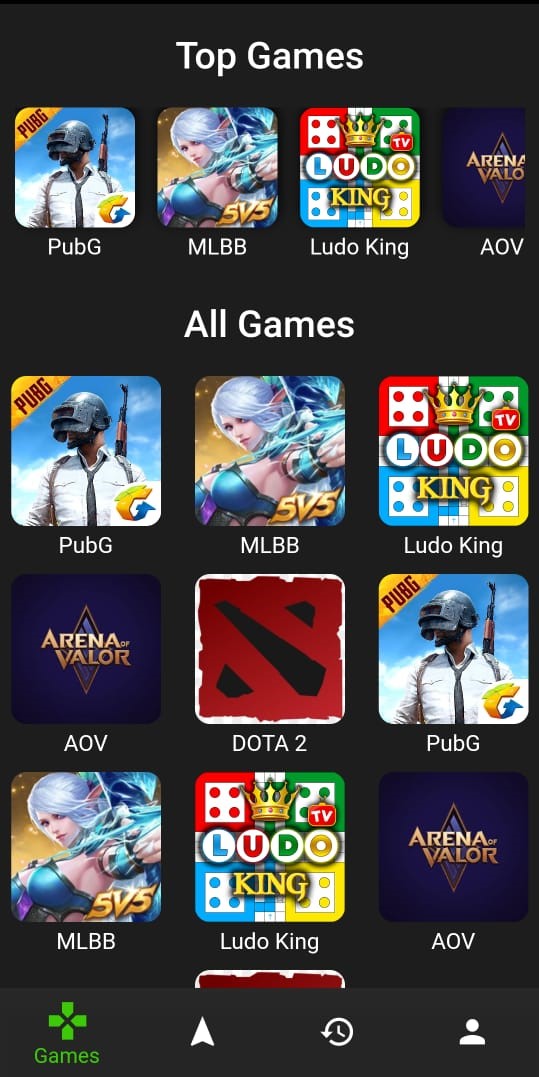 Top Games
PUBG
5V5
TV
LUDO
KING
ARENA
VALO
PubG
MLBB
Ludo King
AOV
All Games
PUBG
5V5
TV
LUDO
KING
PubG
MLBB
Ludo King
ARENA OF
VALOR
PUBG
AOV
DOTA 2
PubG
5V5
TV
LUDO
KING
ARENA OF
VALOR
MLBB
Ludo King
AOV
Games